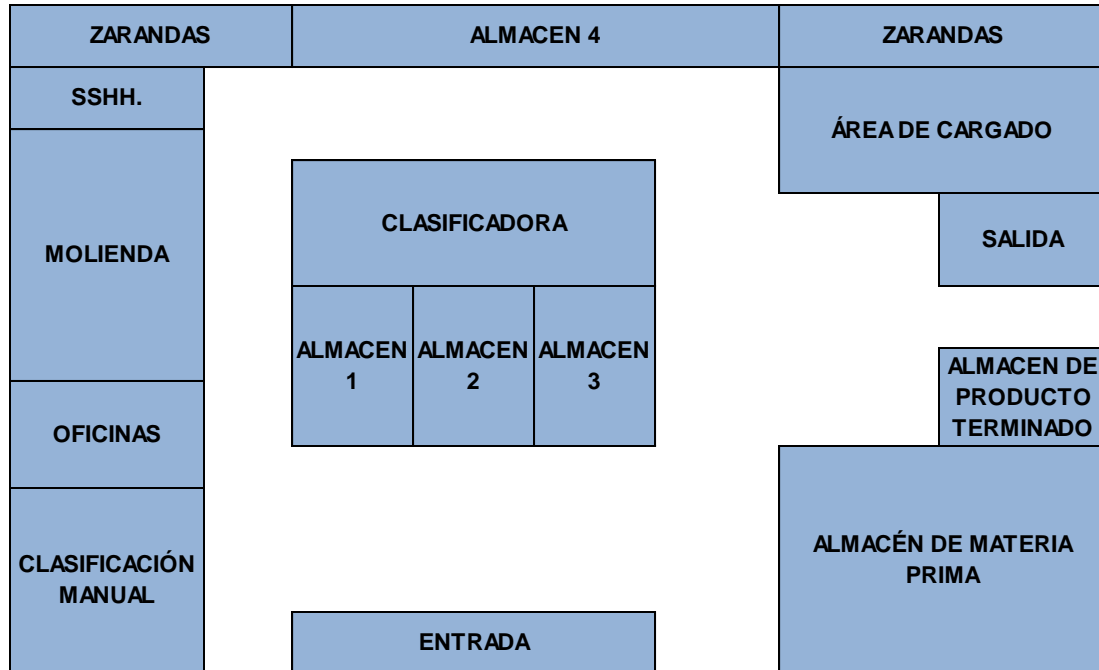 ZARANDAS
ALMACEN 4
ZARANDAS
SSHH.
ÁREA DE CARGADO
CLASIFICADORA
SALIDA
MOLIENDA
ALMACEN
1
ALMACEN
2
ALMACEN
3
ALMACEN DE
PRODUCTO
TERMINADO
OFICINAS
CLASIFICACIÓN
MANUAL
ALMACÉN DE MATERIA
PRIMA
ENTRADA